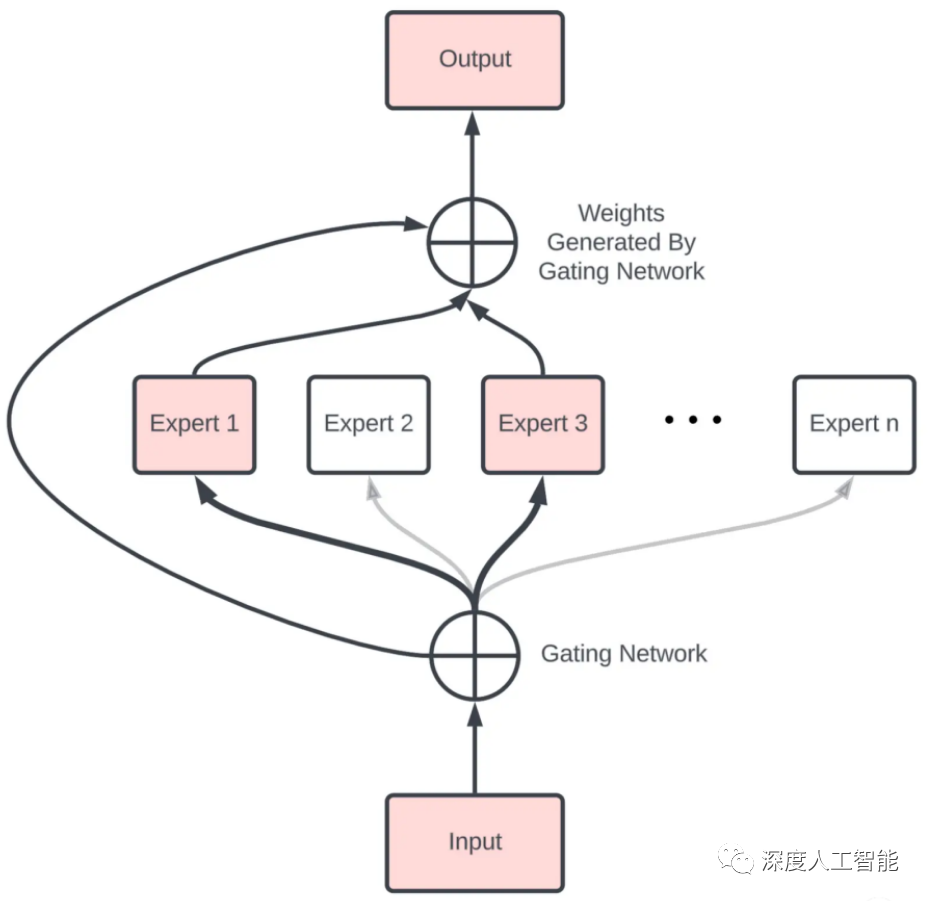 Output
Weights
Generated By
Gating Network
Expert 1
Expert 2
Expert 3
• • •
Expert n
Gating Network
Input
深度人工智能